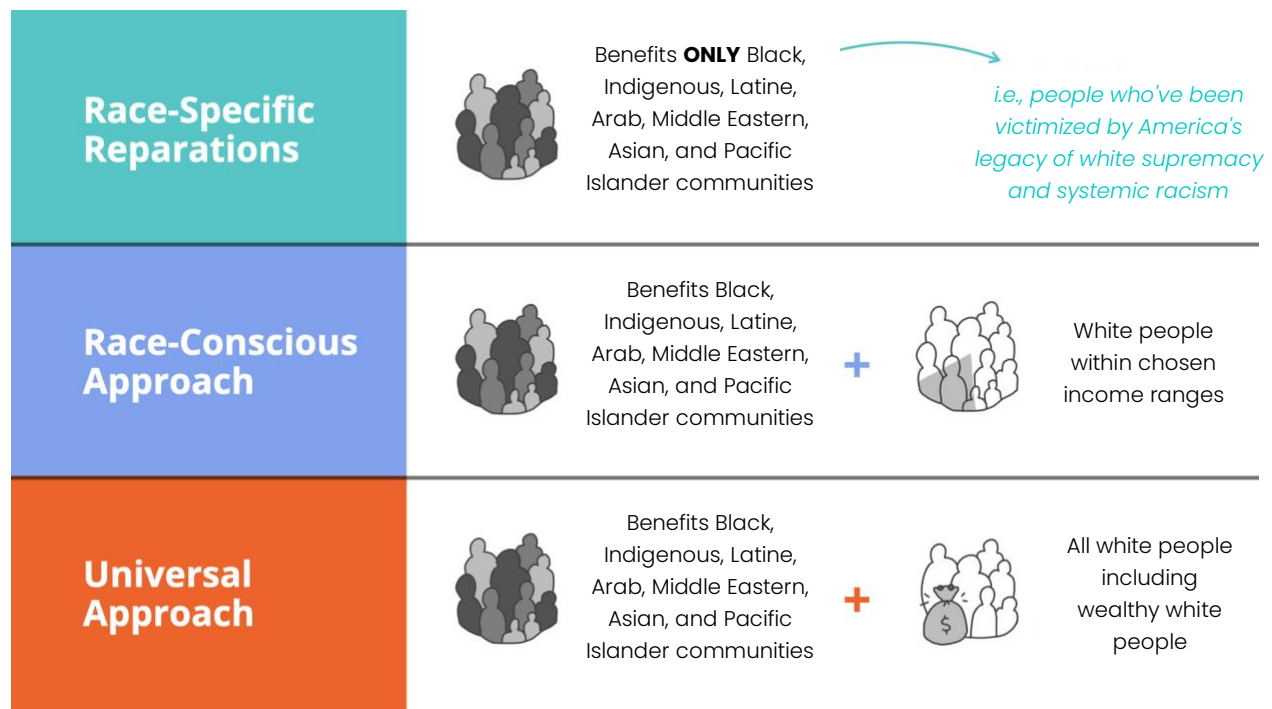 Race-Specific
Reparations
Benefits ONLY Black,
Indigenous, Latine,
Arab, Middle Eastern,
Asian, and Pacific
Islander communities
i.e., people who've been
victimized by America's
legacy of white supremacy
and systemic racism
Race-Conscious
Approach
Benefits Black,
Indigenous, Latine,
Arab, Middle Eastern,
Asian, and Pacific
Islander communities
+
White people
within chosen
income ranges
Universal
Approach
Benefits Black,
Indigenous, Latine,
Arab, Middle Eastern,
Asian, and Pacific
Islander communities
+
$
All white people
including
wealthy white
people